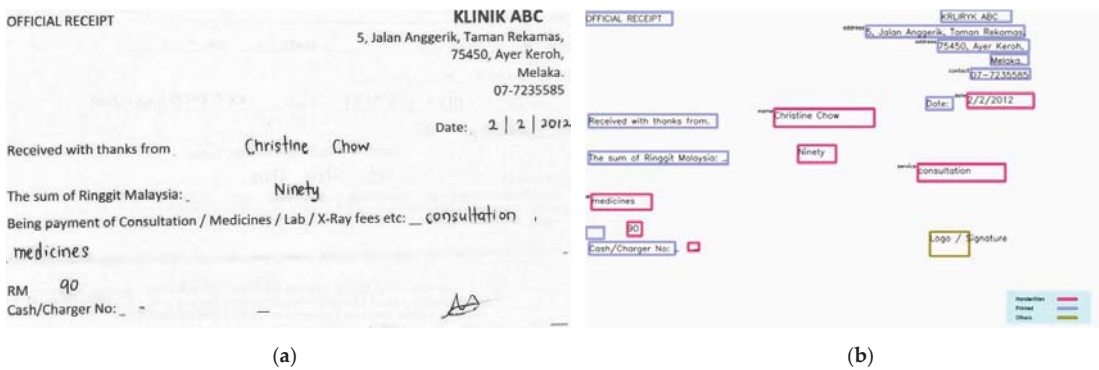 OFFICIAL RECEIPT
KLINIK ABC
5, Jalan Anggerik, Taman Rekamas,
75450, Ayer Keroh,
Melaka.
07-7235585
Date: 2 | 2 | 2012
Received with thanks from Christine Chow
The sum of Ringgit Malaysia: Ninety
Being payment of Consultation / Medicines / Lab / X-Ray fees etc: consultation ,
medicines
RM 90
Cash/Charger No: _ -
(a)
OFFICIAL RECEIPT
KRLIRYK ABC
address 5, Jalan Anggerik, Taman Rekamas,
address 75450, Ayer Keroh,
Melaka.
contact 07-7235585
Date: date 2/2/2012
Received with thanks from.
name Christine Chow
The sum of Ringgit Malaysia: _
Ninety
service consultation
medicines
90
Logo / Signature
Cash/Charger No: _
Handwritten
Printed
Others
(b)